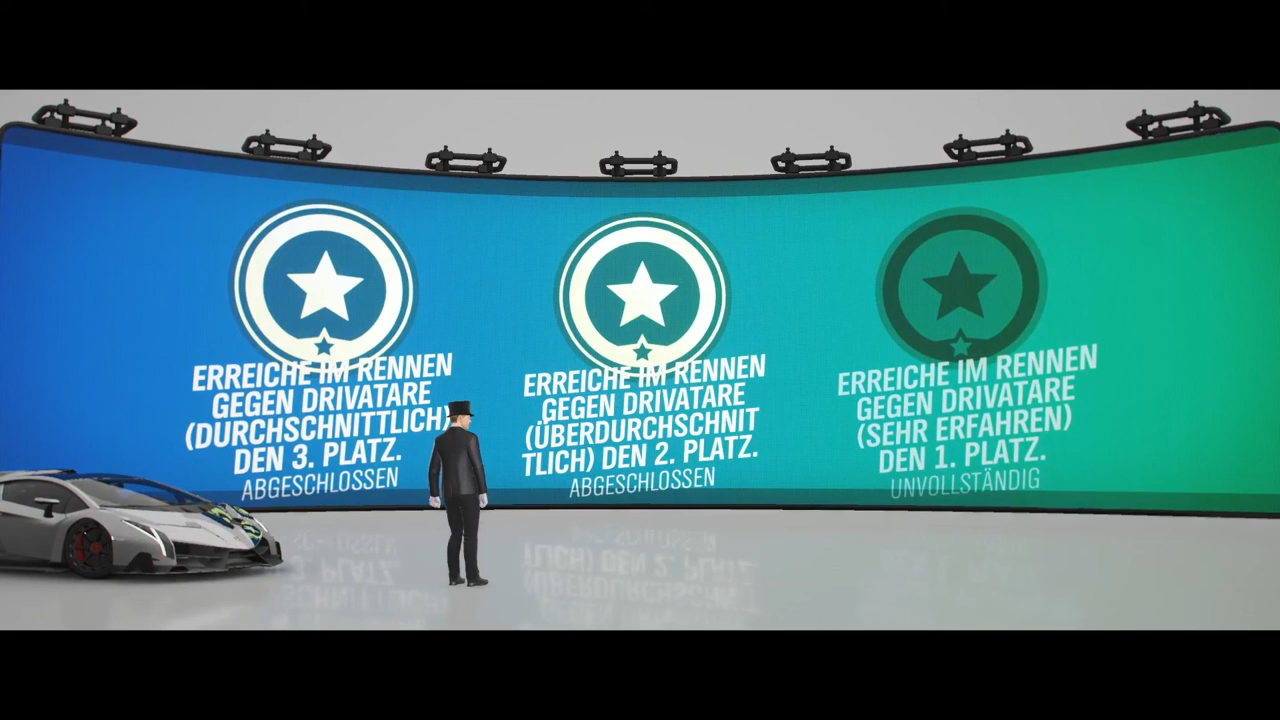 ERREICHE IM RENNEN
GEGEN DRIVATARE
(DURCHSCHNITTLICH)
DEN 3. PLATZ.
ABGESCHLOSSEN
ERREICHE IM RENNEN
GEGEN DRIVATARE
(ÜBERDURCHSCHNIT
TLICH) DEN 2. PLATZ.
ABGESCHLOSSEN
ERREICHE IM RENNEN
GEGEN DRIVATARE
(SEHR ERFAHREN)
DEN 1. PLATZ.
UNVOLLSTÄNDIG